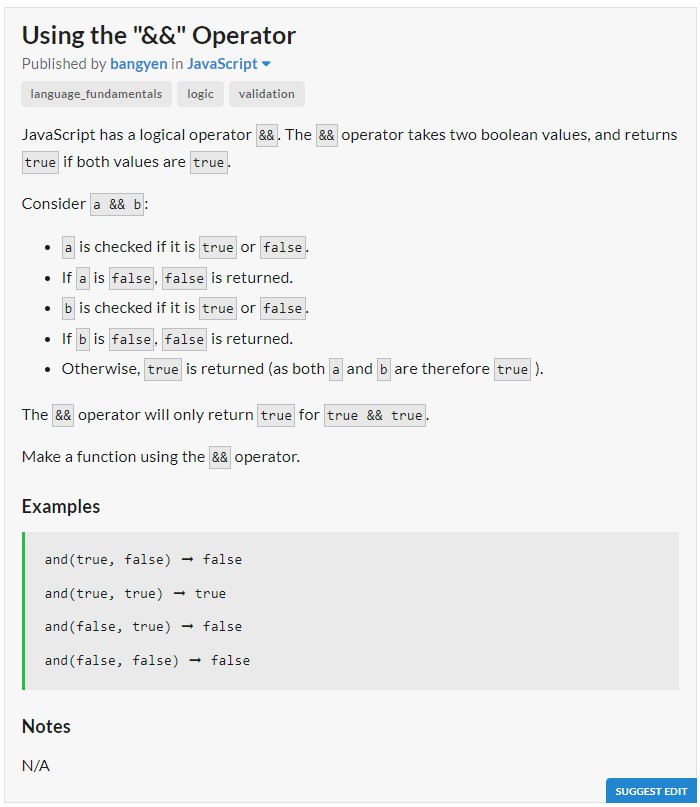 Using the "&&" Operator
Published by bangyen in JavaScript
language_fundamentals logic validation
JavaScript has a logical operator &&. The && operator takes two boolean values, and returns
true if both values are true.
Consider a && b:
• a is checked if it is true or false.
• If a is false, false is returned.
• b is checked if it is true or false.
• If b is false, false is returned.
• Otherwise, true is returned (as both a and b are therefore true ).
The && operator will only return true for true && true.
Make a function using the && operator.
Examples
and(true, false) ➞ false
and(true, true) ➞ true
and(false, true) ➞ false
and(false, false) ➞ false
Notes
N/A
SUGGEST EDIT